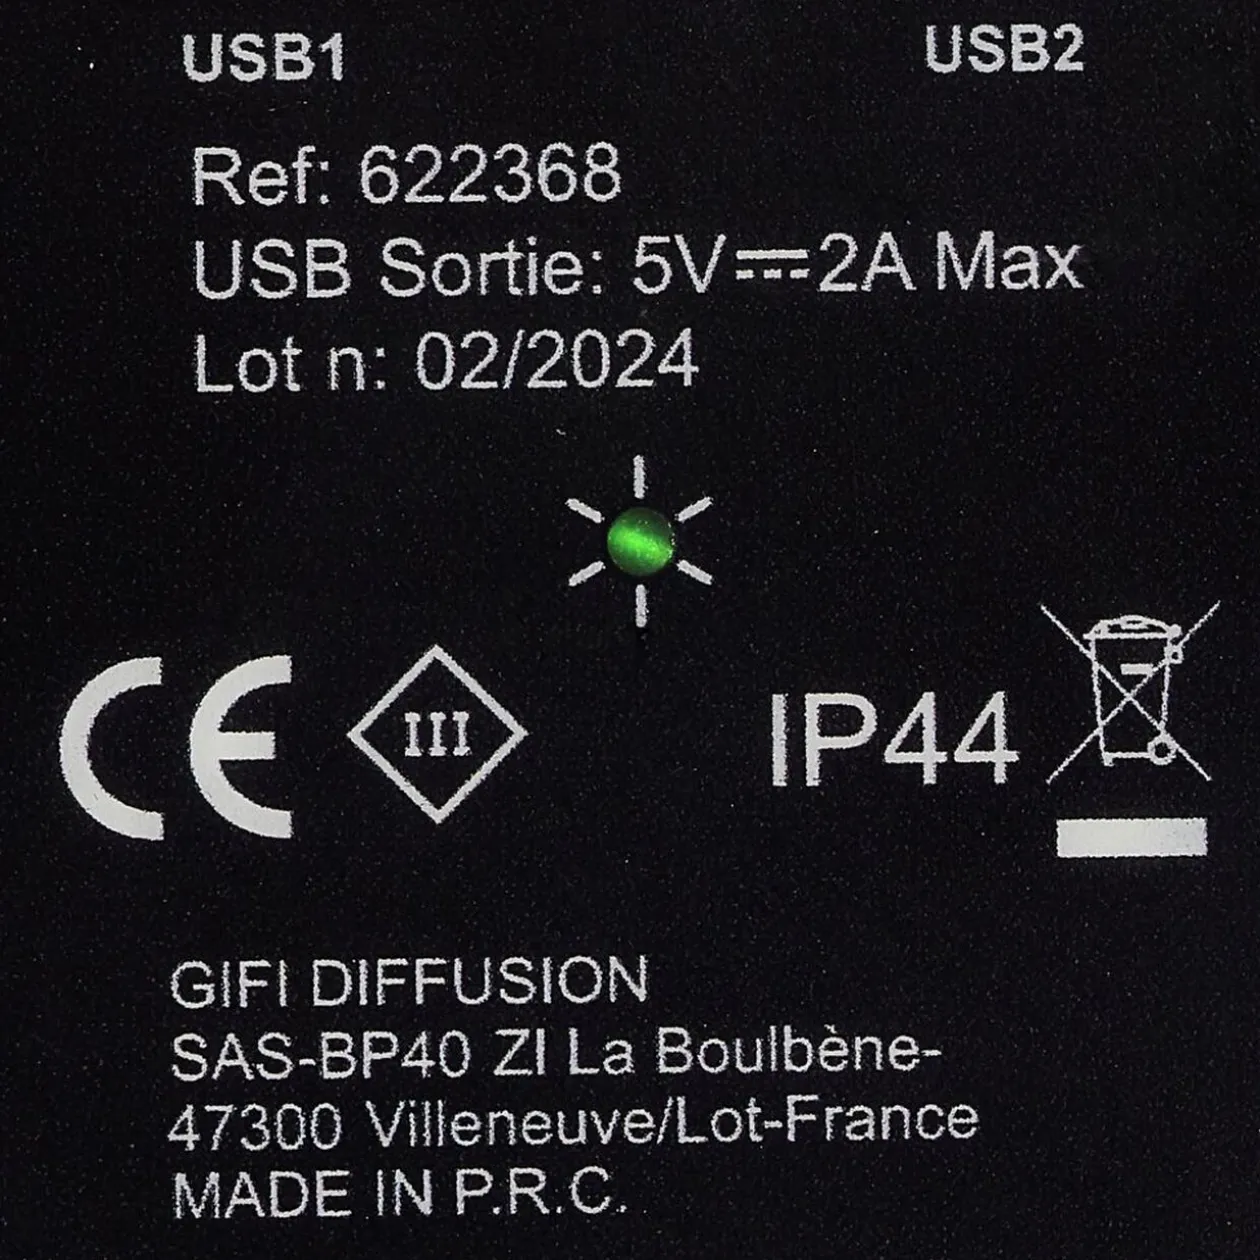 USB1 USB2
Ref: 622368
USB Sortie: 5V⎓2A Max
Lot n: 02/2024
CE III IP44
GIFI DIFFUSION
SAS-BP40 ZI La Boulbène-
47300 Villeneuve/Lot-France
MADE IN P.R.C.